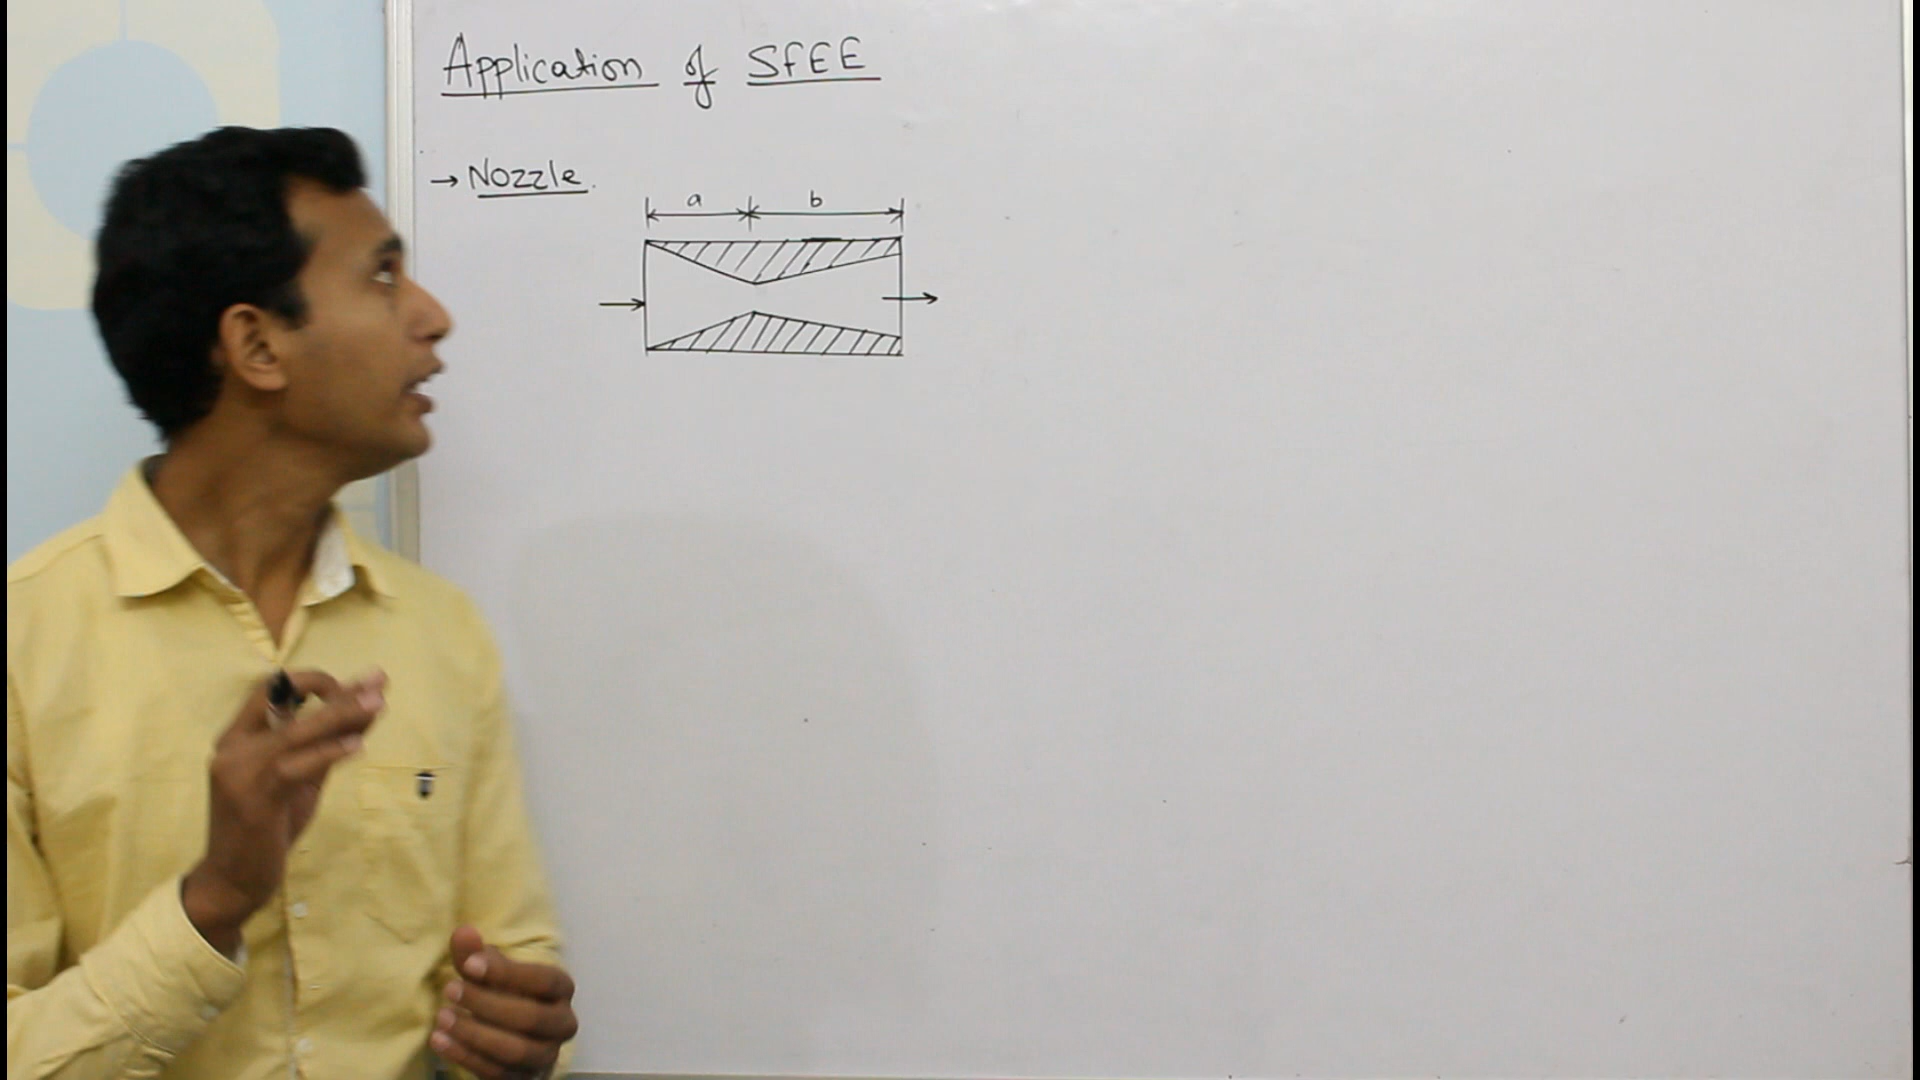 Application of SFEE
→ Nozzle.
a b